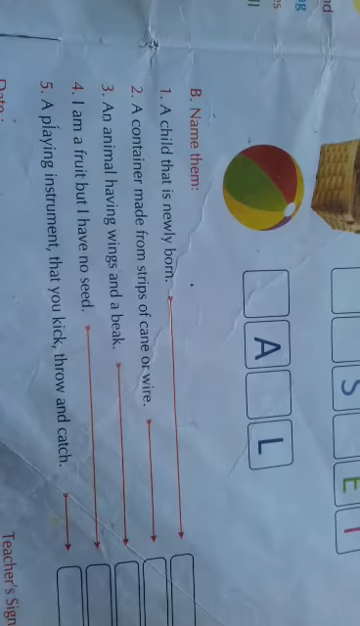 S E T
A L
B. Name them:
1. A child that is newly born.
2. A container made from strips of cane or wire.
3. An animal having wings and a beak.
4. I am a fruit but I have no seed.
5. A playing instrument, that you kick, throw and catch.
Teacher's Sign